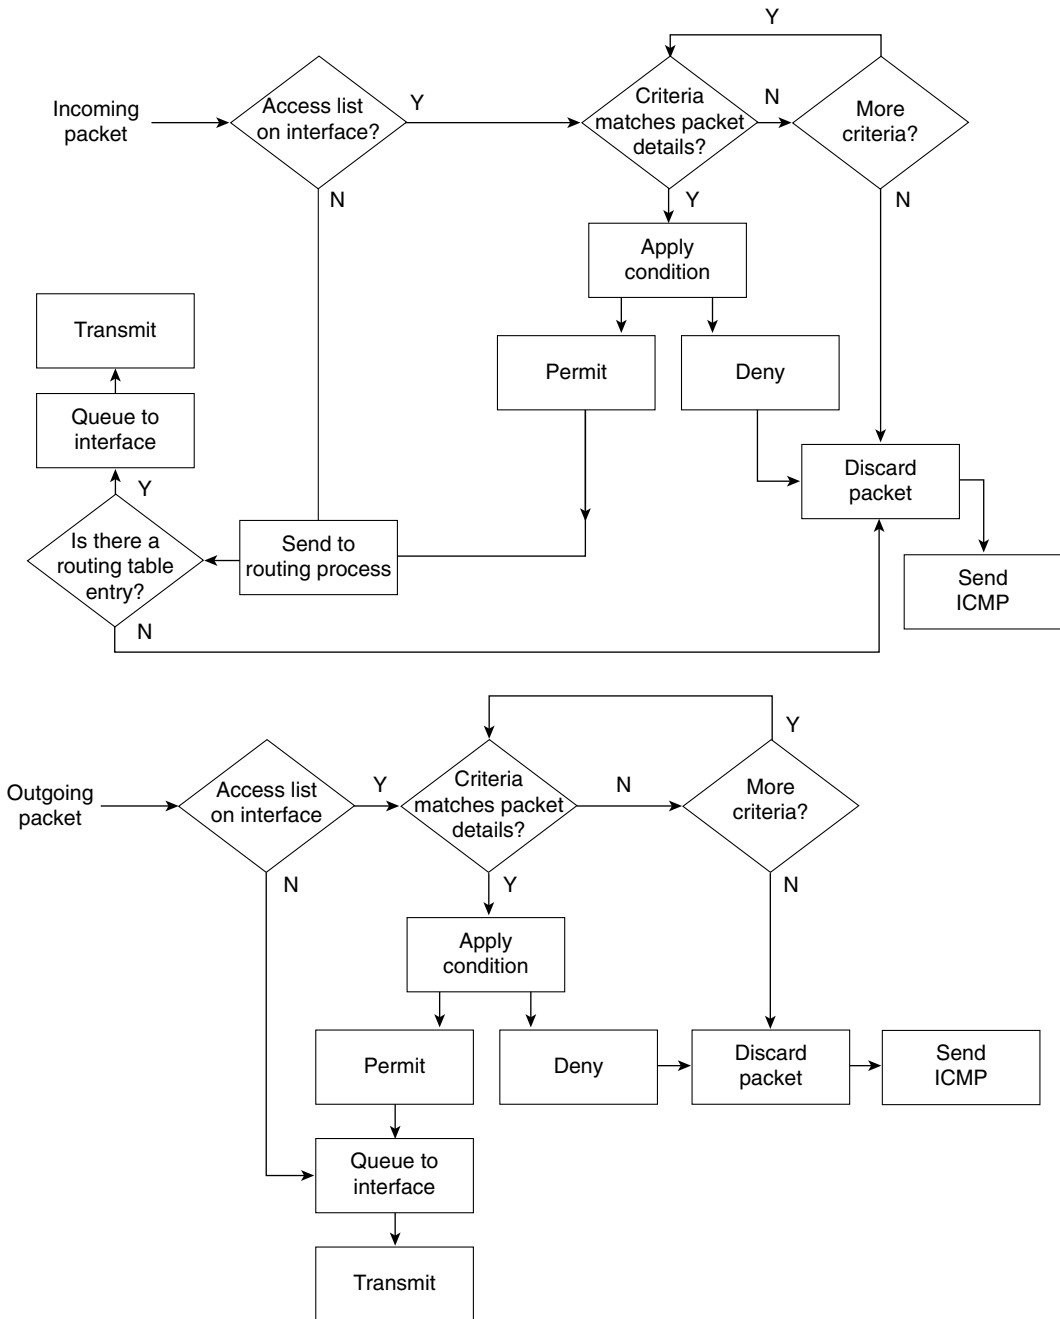 Y
Incoming
packet
Access list
on interface?
Y
Criteria
matches packet
details?
N
More
criteria?
N
Y
N
Apply
condition
Transmit
Permit
Deny
Queue to
interface
Discard
packet
Y
Is there a
routing table
entry?
Send to
routing process
Send
ICMP
N
Y
Outgoing
packet
Access list
on interface
Y
Criteria
matches packet
details?
N
More
criteria?
N
Y
N
Apply
condition
Permit
Deny
Discard
packet
Send
ICMP
Queue to
interface
Transmit